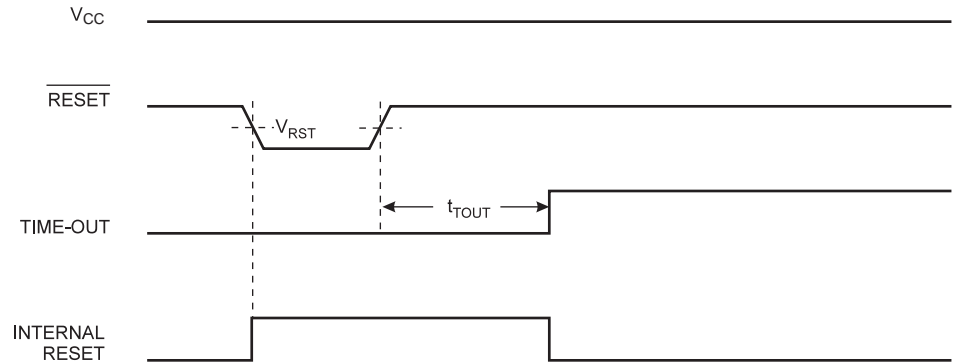 VCC
RESET
VRST
tTOUT
TIME-OUT
INTERNAL
RESET